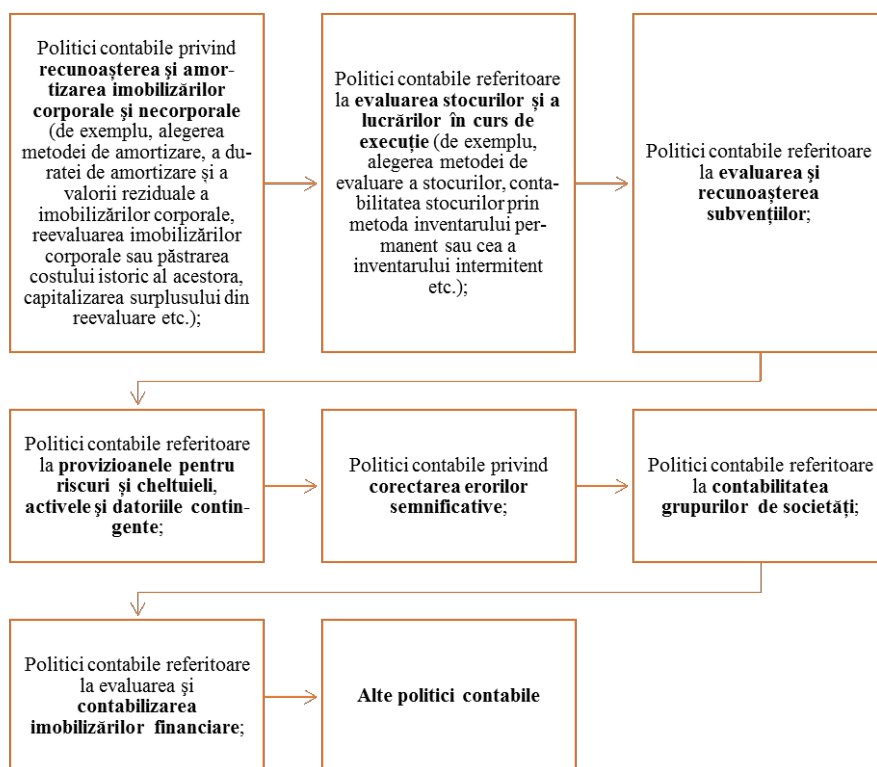 Politici contabile privind
recunoașterea și amor-
tizarea imobilizărilor
corporale și necorporale
(de exemplu, alegerea
metodei de amortizare, a du-
ratei de amortizare și a
valorii reziduale a
imobilizărilor corporale,
reevaluarea imobilizărilor
corporale sau păstrarea
costului istoric al acestora,
capitalizarea surplusului din
reevaluare etc.);
Politici contabile referitoare
la evaluarea stocurilor și a
lucrărilor în curs de
execuție (de exemplu,
alegerea metodei de
evaluare a stocurilor, conta-
bilitatea stocurilor prin
metoda inventarului per-
manent sau cea a
inventarului intermitent
etc.);
Politici contabile referitoare
la evaluarea și
recunoașterea
subvențiilor;
Politici contabile referitoare
la provizioanele pentru
riscuri și cheltuieli,
activele și datoriile contin-
gente;
Politici contabile privind
corectarea erorilor
semnificative;
Politici contabile referitoare
la contabilitatea
grupurilor de societăți;
Politici contabile referitoare
la evaluarea și
contabilizarea
imobilizărilor financiare;
Alte politici contabile